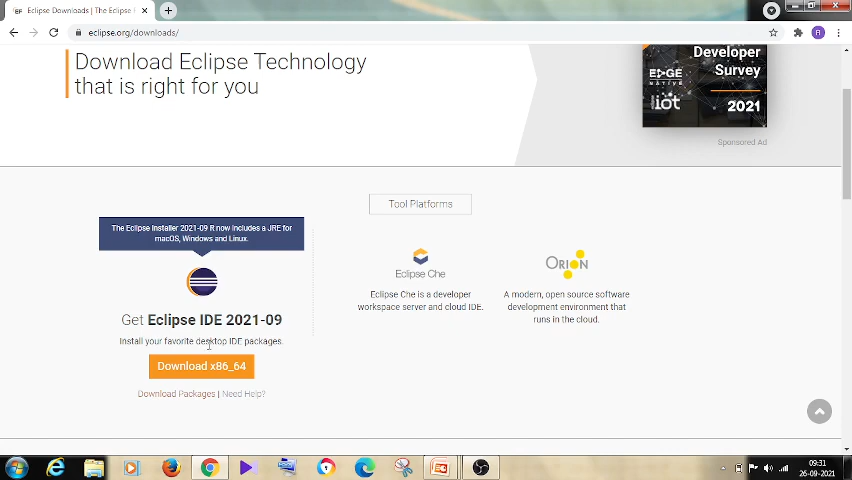 Eclipse Downloads | The Eclipse F
eclipse.org/downloads/
R
Download Eclipse Technology
that is right for you
Developer
Survey
EDGE
NATIVE
iot
2021
Sponsored Ad
Tool Platforms
The Eclipse Installer 2021-09 R now includes a JRE for
macOS, Windows and Linux.
Eclipse Che
ORION
Get Eclipse IDE 2021-09
Eclipse Che is a developer
workspace server and cloud IDE.
A modern, open source software
development environment that
runs in the cloud.
Install your favorite desktop IDE packages.
Download x86_64
Download Packages | Need Help?
09:31
26-09-2021